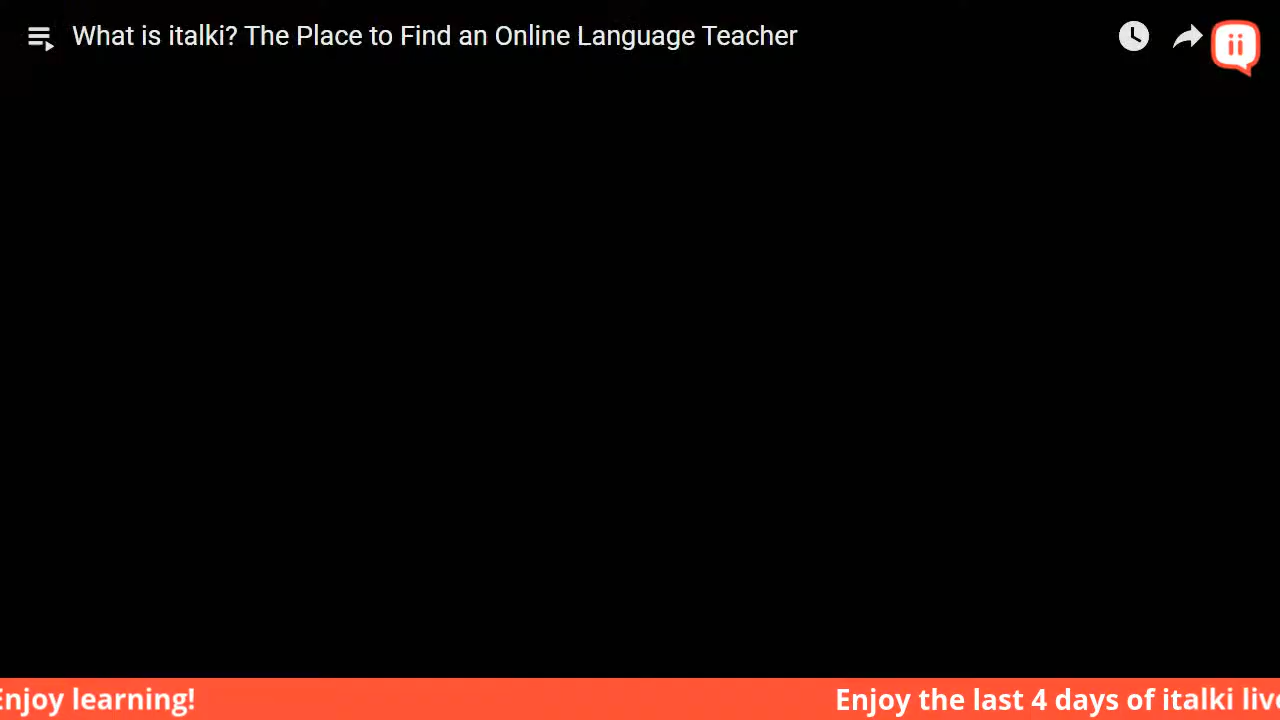 What is italki? The Place to Find an Online Language Teacher
Enjoy learning! Enjoy the last 4 days of italki live